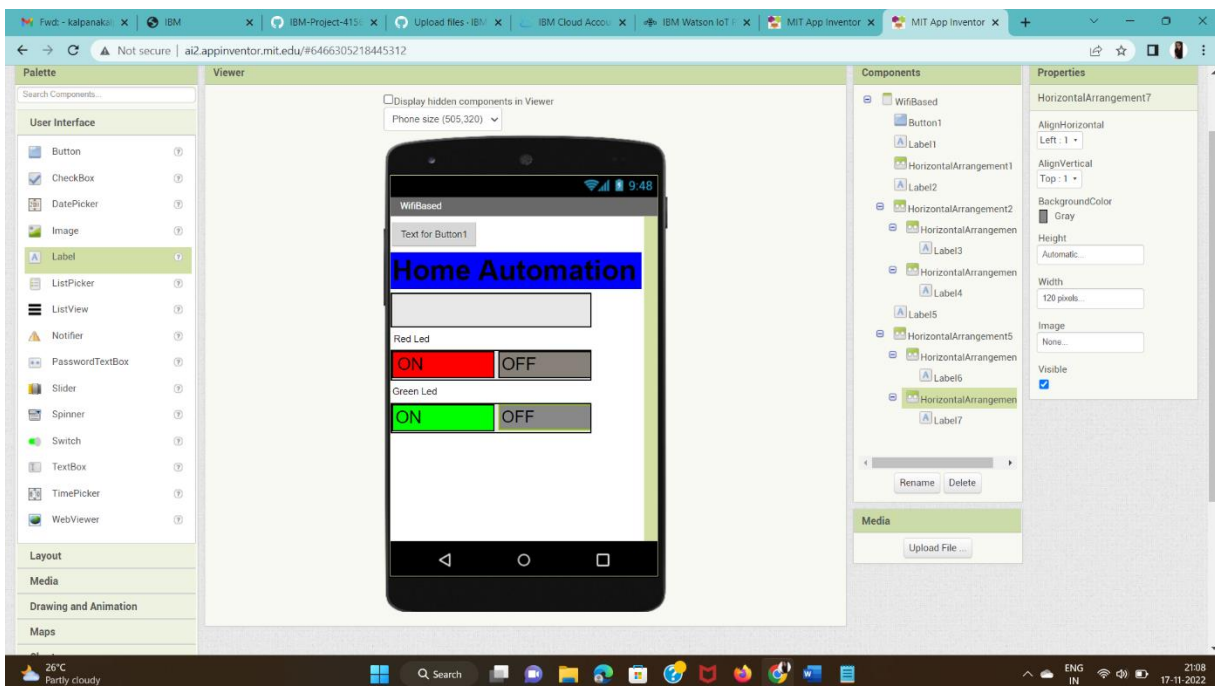 Fwd: - kalpanaka
IBM
IBM-Project-415
Upload files - IBM
IBM Cloud Accou
IBM Watson IoT
MIT App Inventor
MIT App Inventor
Not secure | ai2.appinventor.mit.edu/#6466305218445312
Palette
Search Components...
User Interface
Button
CheckBox
DatePicker
Image
Label
ListPicker
ListView
Notifier
PasswordTextBox
Slider
Spinner
Switch
TextBox
TimePicker
WebViewer
Layout
Media
Drawing and Animation
Maps
Viewer
Display hidden components in Viewer
Phone size (505,320)
9:48
WifiBased
Text for Button1
Home Automation
Red Led
ON OFF
Green Led
ON OFF
Components
WifiBased
Button1
Label1
HorizontalArrangement1
Label2
HorizontalArrangement2
HorizontalArrangemen
Label3
HorizontalArrangemen
Label4
Label5
HorizontalArrangement5
HorizontalArrangemen
Label6
HorizontalArrangemen
Label7
Rename Delete
Media
Upload File ...
Properties
HorizontalArrangement7
AlignHorizontal
Left : 1
AlignVertical
Top : 1
BackgroundColor
Gray
Height
Automatic...
Width
120 pixels...
Image
None...
Visible
26°C
Partly cloudy
Search
ENG
IN
21:08
17-11-2022